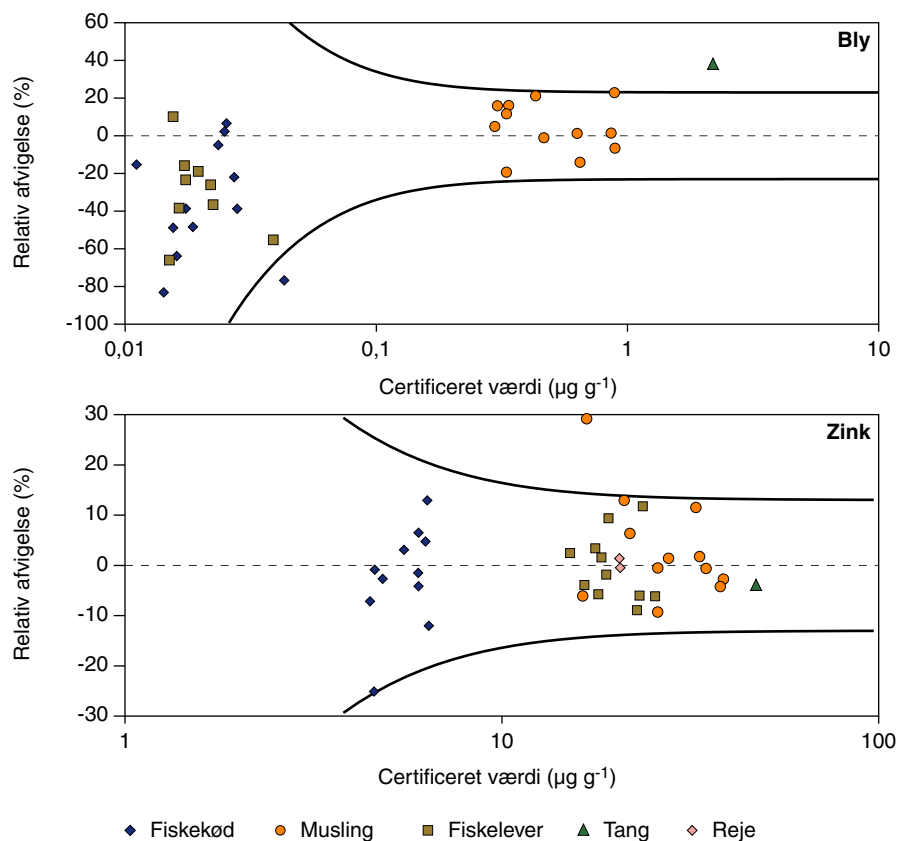 Bly
Relativ afvigelse (%)
60
40
20
0
-20
-40
-60
-80
-100
0,01
0,1
1
10
Certificeret værdi (µg g-1)
Zink
Relativ afvigelse (%)
30
20
10
0
-10
-20
-30
1
10
100
Certificeret værdi (µg g-1)
Fiskekød
Musling
Fiskelever
Tang
Reje